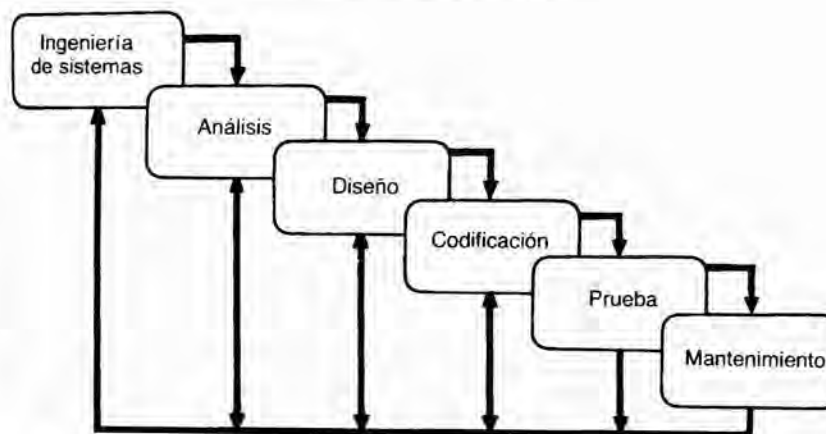 Ingeniería
de sistemas
Análisis
Diseño
Codificación
Prueba
Mantenimiento